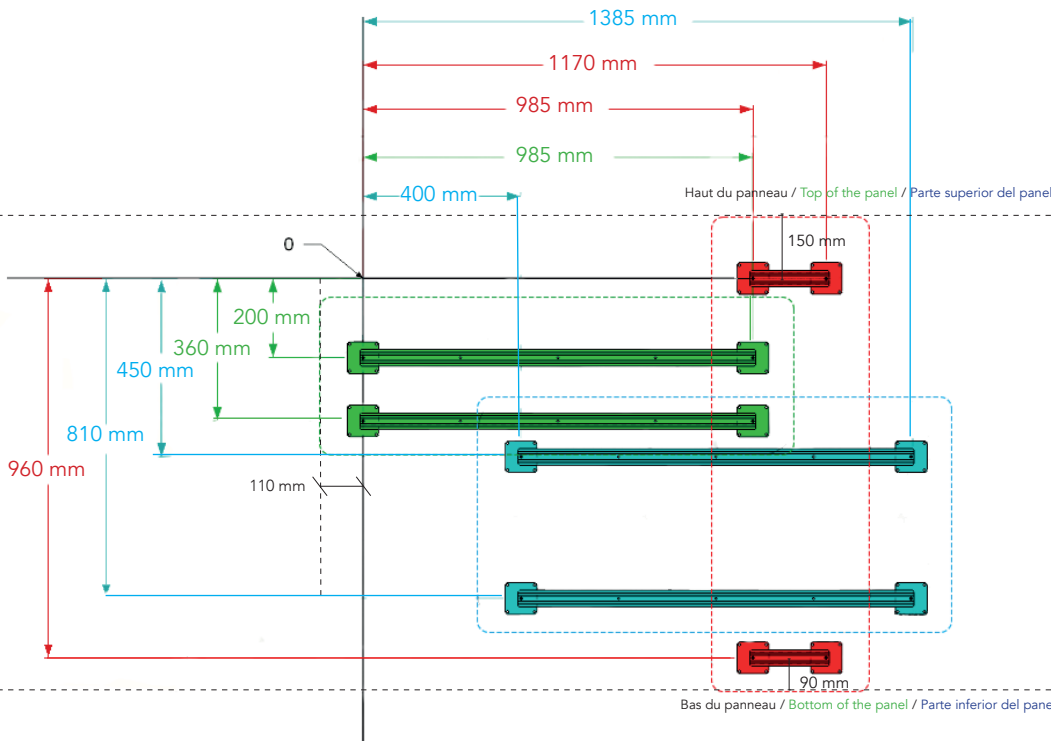 1385 mm
1170 mm
985 mm
985 mm
400 mm
Haut du panneau / Top of the panel / Parte superior del panel
0
150 mm
200 mm
360 mm
450 mm
810 mm
960 mm
110 mm
90 mm
Bas du panneau / Bottom of the panel / Parte inferior del pane